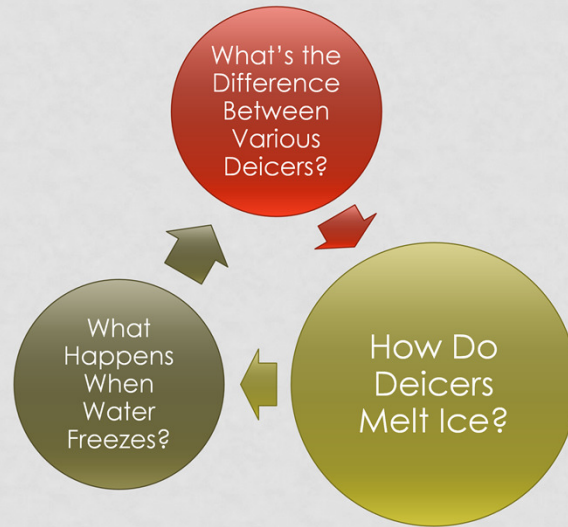 What’s the
Difference
Between
Various
Deicers?
How Do
Deicers
Melt Ice?
What
Happens
When
Water
Freezes?